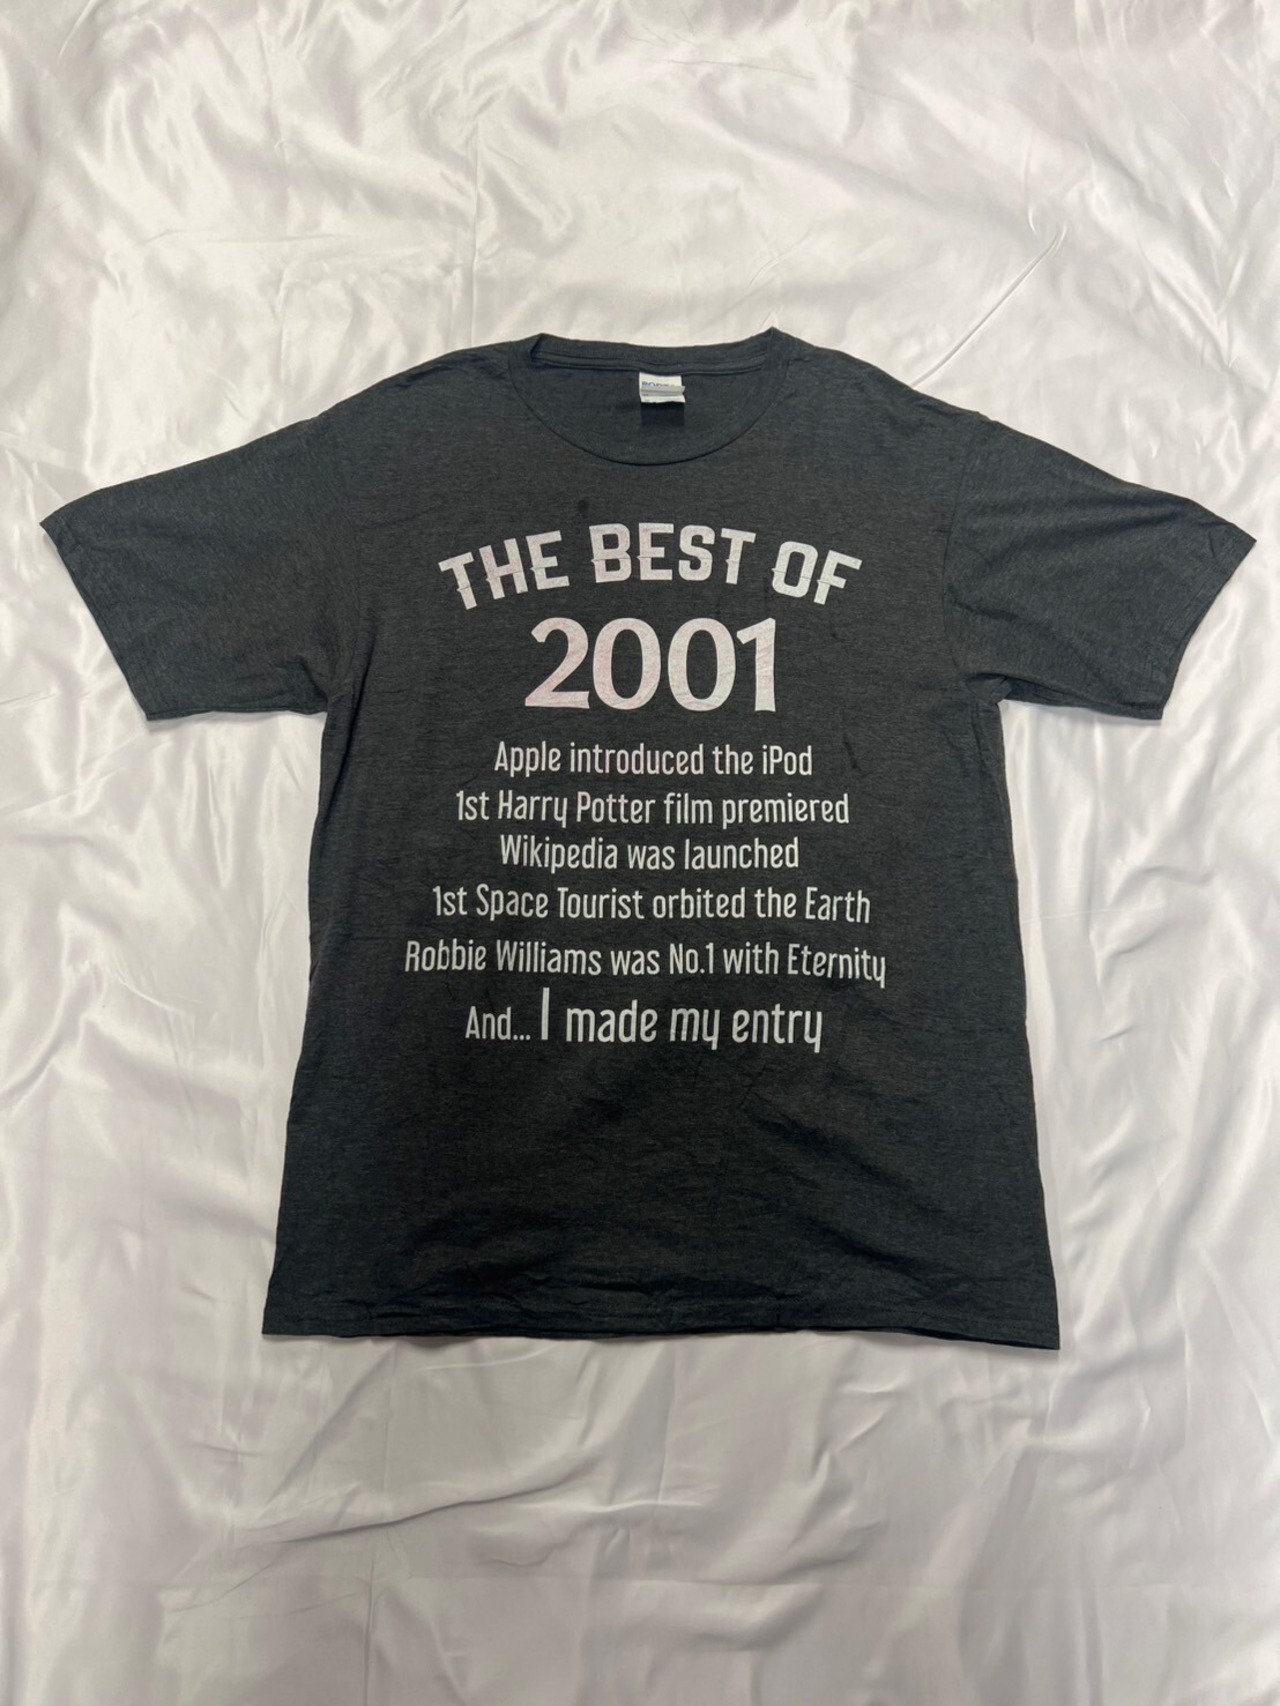 THE BEST OF
2001
Apple introduced the iPod
1st Harry Potter film premiered
Wikipedia was launched
1st Space Tourist orbited the Earth
Robbie Williams was No.1 with Eternity
And... I made my entry